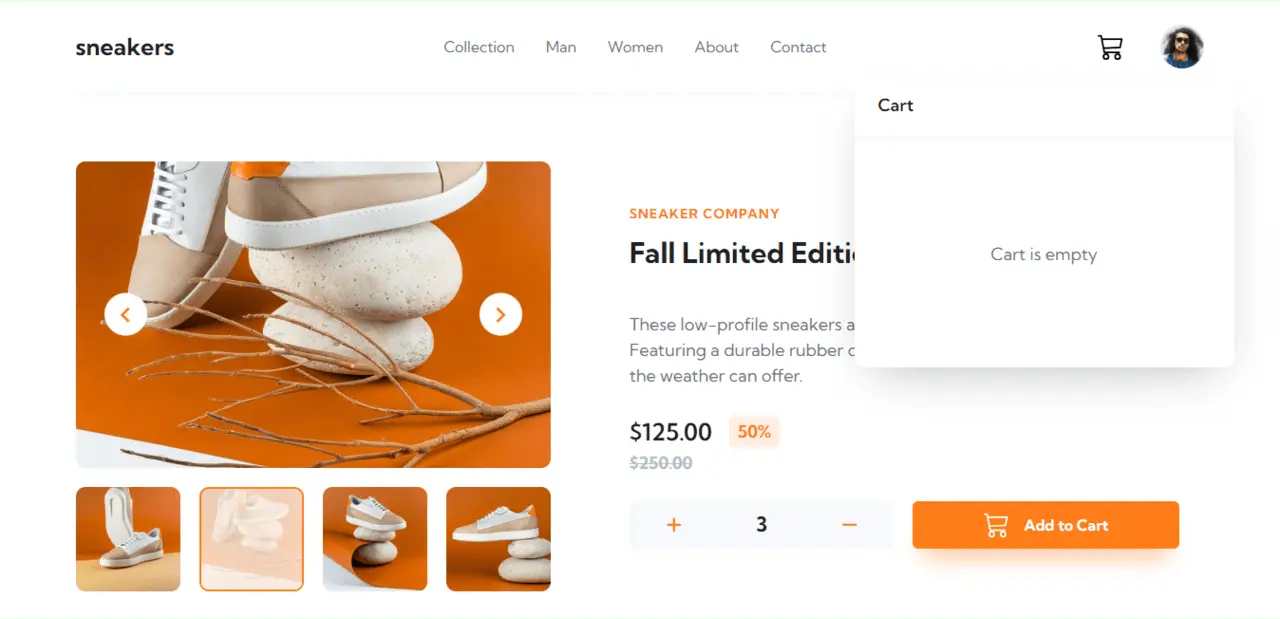 sneakers
Collection
Man
Women
About
Contact
Cart
Cart is empty
SNEAKER COMPANY
Fall Limited
These low-profile sneakers
Featuring a durable rubber
the weather can offer.
$125.00
50%
$250.00
+
3
−
Add to Cart